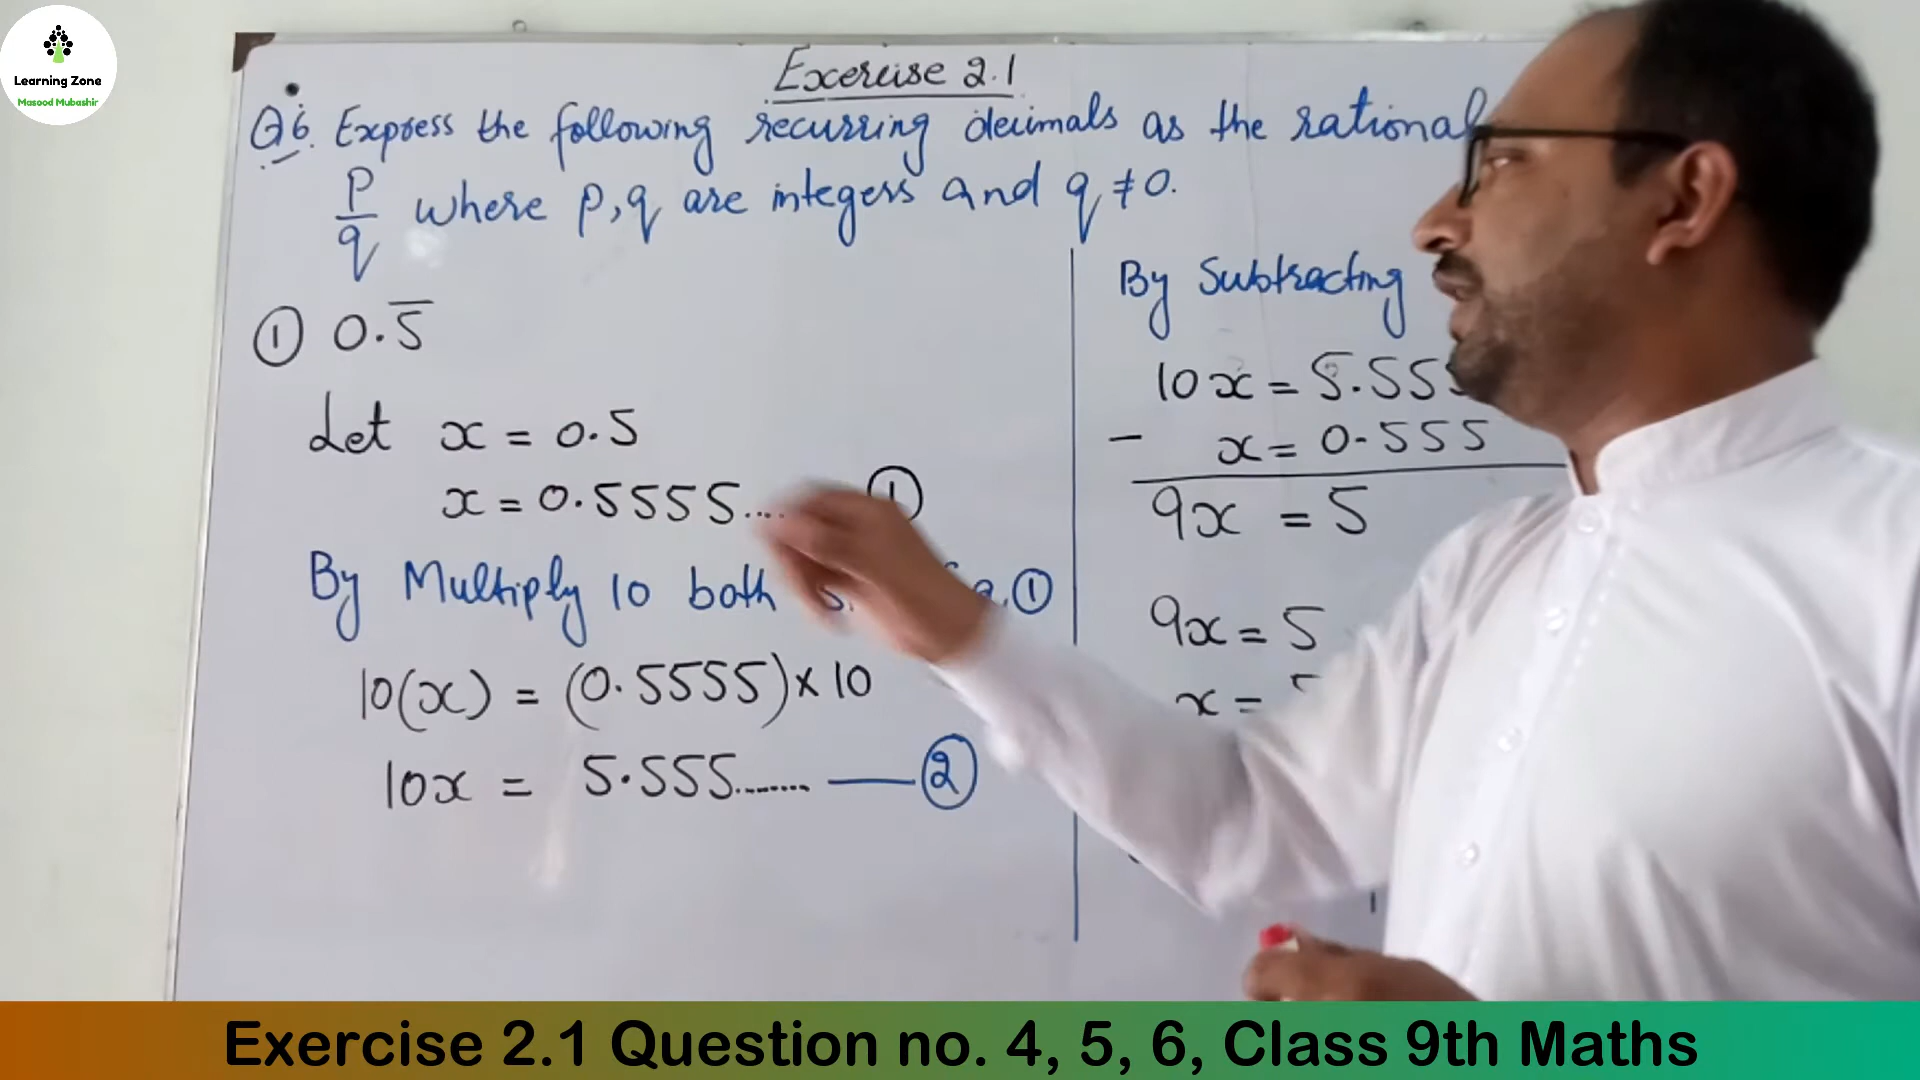 Learning Zone
Masood Mubashir
Excercise 2.1
Q6. Express the following recurring decimals as the rational
p/q where p, q are integers and q ≠ 0.
① 0.5̅
Let x = 0.5
x = 0.5555.... ①
By Multiply 10 both ①
10(x) = (0.5555) × 10
10x = 5.555....... —— ②
By Subtracting
10x = 5.555
- x = 0.555
9x = 5
9x = 5
x =
Exercise 2.1 Question no. 4, 5, 6, Class 9th Maths